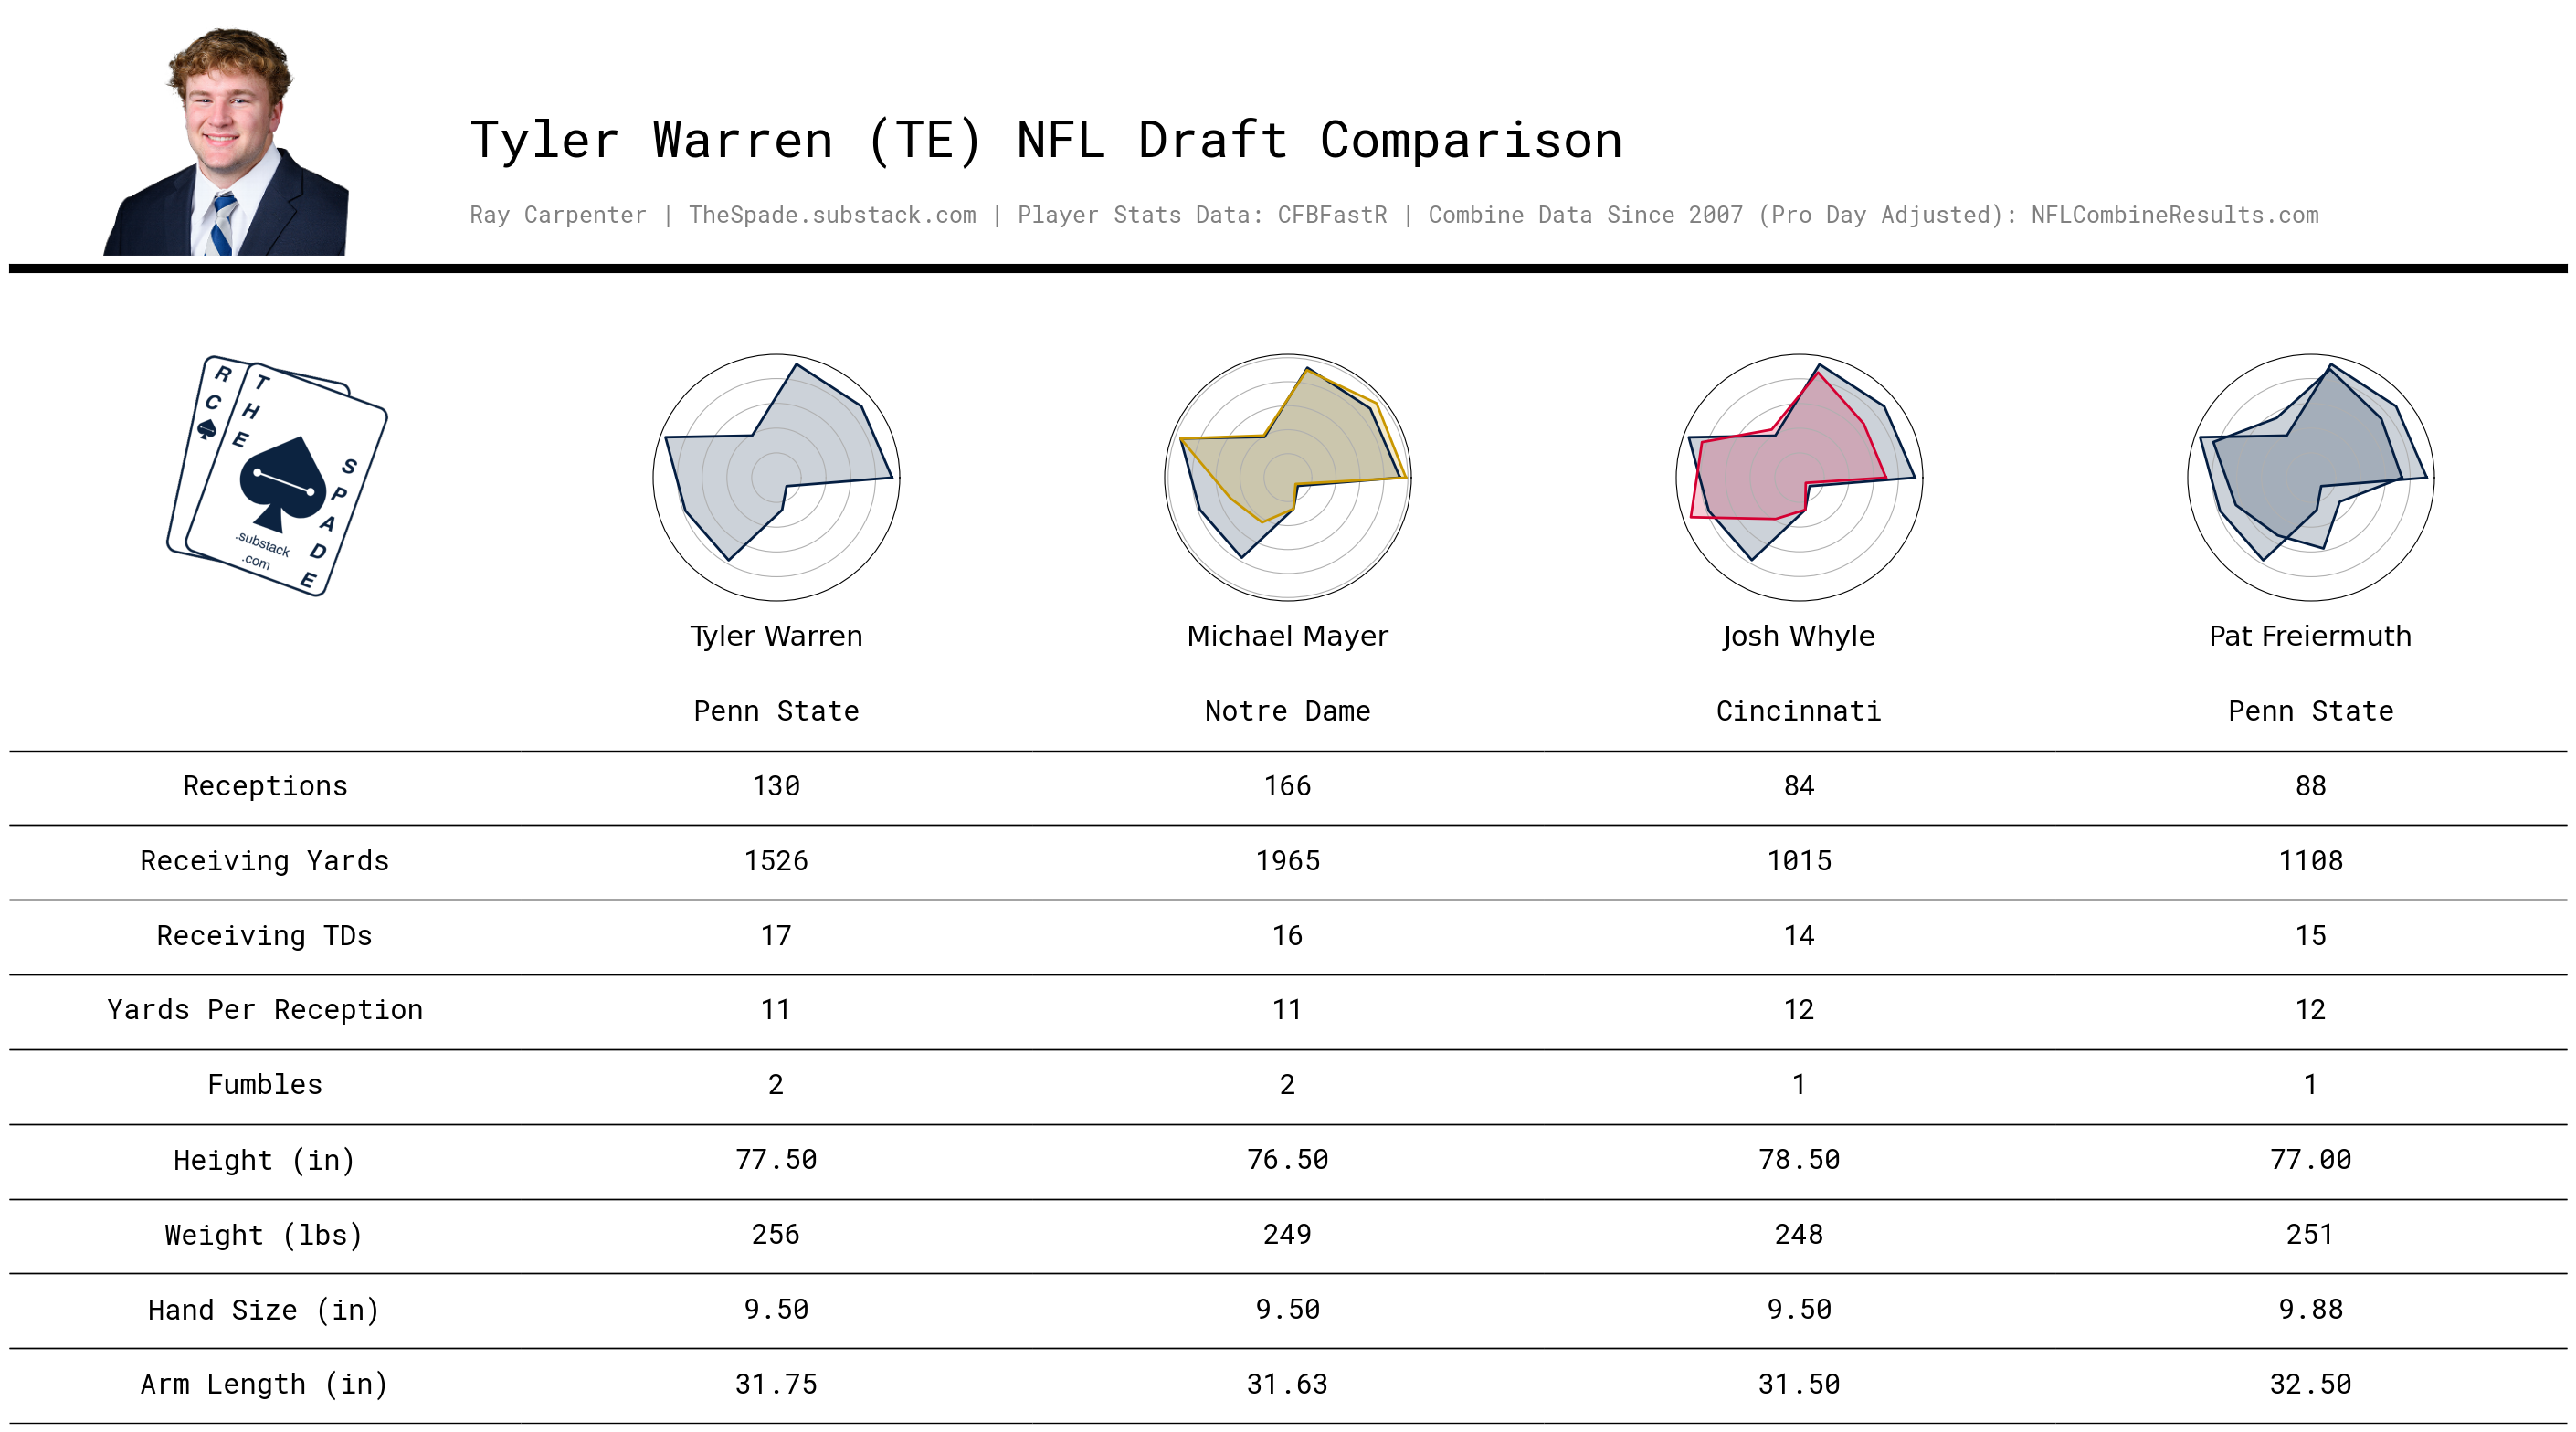 Tyler Warren (TE) NFL Draft Comparison
Ray Carpenter | TheSpade.substack.com | Player Stats Data: CFBFastR | Combine Data Since 2007 (Pro Day Adjusted): NFLCombineResults.com
RC
THE
SPADE
.substack
.com
Tyler Warren Michael Mayer Josh Whyle Pat Freiermuth
Penn State Notre Dame Cincinnati Penn State
Receptions 130 166 84 88
Receiving Yards 1526 1965 1015 1108
Receiving TDs 17 16 14 15
Yards Per Reception 11 11 12 12
Fumbles 2 2 1 1
Height (in) 77.50 76.50 78.50 77.00
Weight (lbs) 256 249 248 251
Hand Size (in) 9.50 9.50 9.50 9.88
Arm Length (in) 31.75 31.63 31.50 32.50